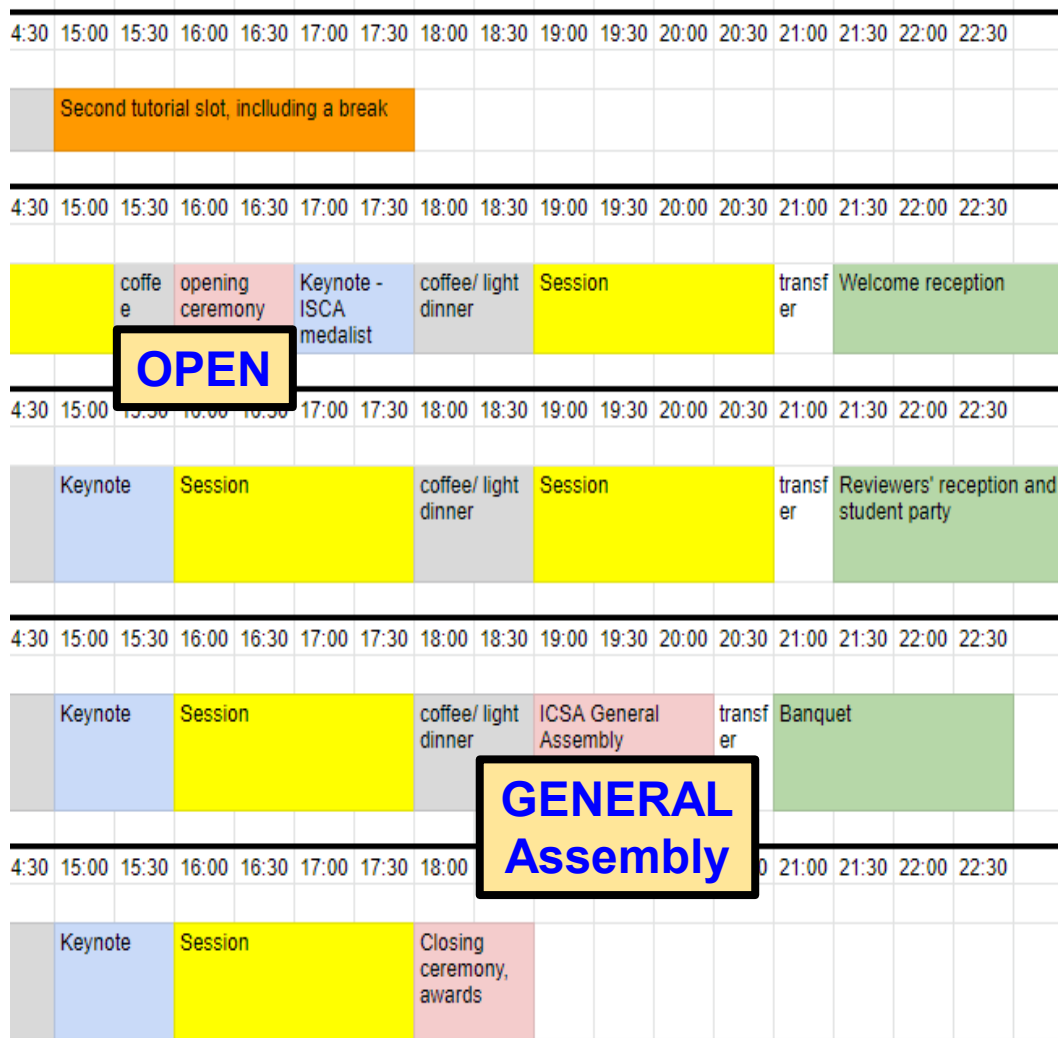 4:30 15:00 15:30 16:00 16:30 17:00 17:30 18:00 18:30 19:00 19:30 20:00 20:30 21:00 21:30 22:00 22:30
Second tutorial slot, inclluding a break
4:30 15:00 15:30 16:00 16:30 17:00 17:30 18:00 18:30 19:00 19:30 20:00 20:30 21:00 21:30 22:00 22:30
coffe opening Keynote - coffee/ light Session transf Welcome reception
e ceremony ISCA dinner er
medalist
OPEN
4:30 15:00 15:30 16:00 16:30 17:00 17:30 18:00 18:30 19:00 19:30 20:00 20:30 21:00 21:30 22:00 22:30
Keynote Session coffee/ light Session transf Reviewers' reception and
dinner er student party
4:30 15:00 15:30 16:00 16:30 17:00 17:30 18:00 18:30 19:00 19:30 20:00 20:30 21:00 21:30 22:00 22:30
Keynote Session coffee/ light ICSA General transf Banquet
dinner Assembly er
GENERAL
Assembly
4:30 15:00 15:30 16:00 16:30 17:00 17:30 18:00 21:00 21:30 22:00 22:30
Keynote Session Closing
ceremony,
awards